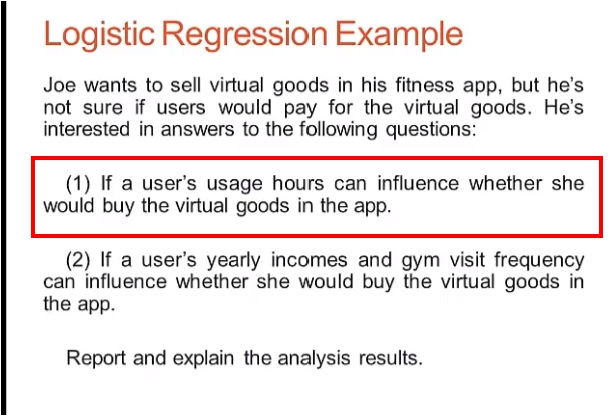 Logistic Regression Example
Joe wants to sell virtual goods in his fitness app, but he's
not sure if users would pay for the virtual goods. He's
interested in answers to the following questions:
(1) If a user's usage hours can influence whether she
would buy the virtual goods in the app.
(2) If a user's yearly incomes and gym visit frequency
can influence whether she would buy the virtual goods in
the app.
Report and explain the analysis results.